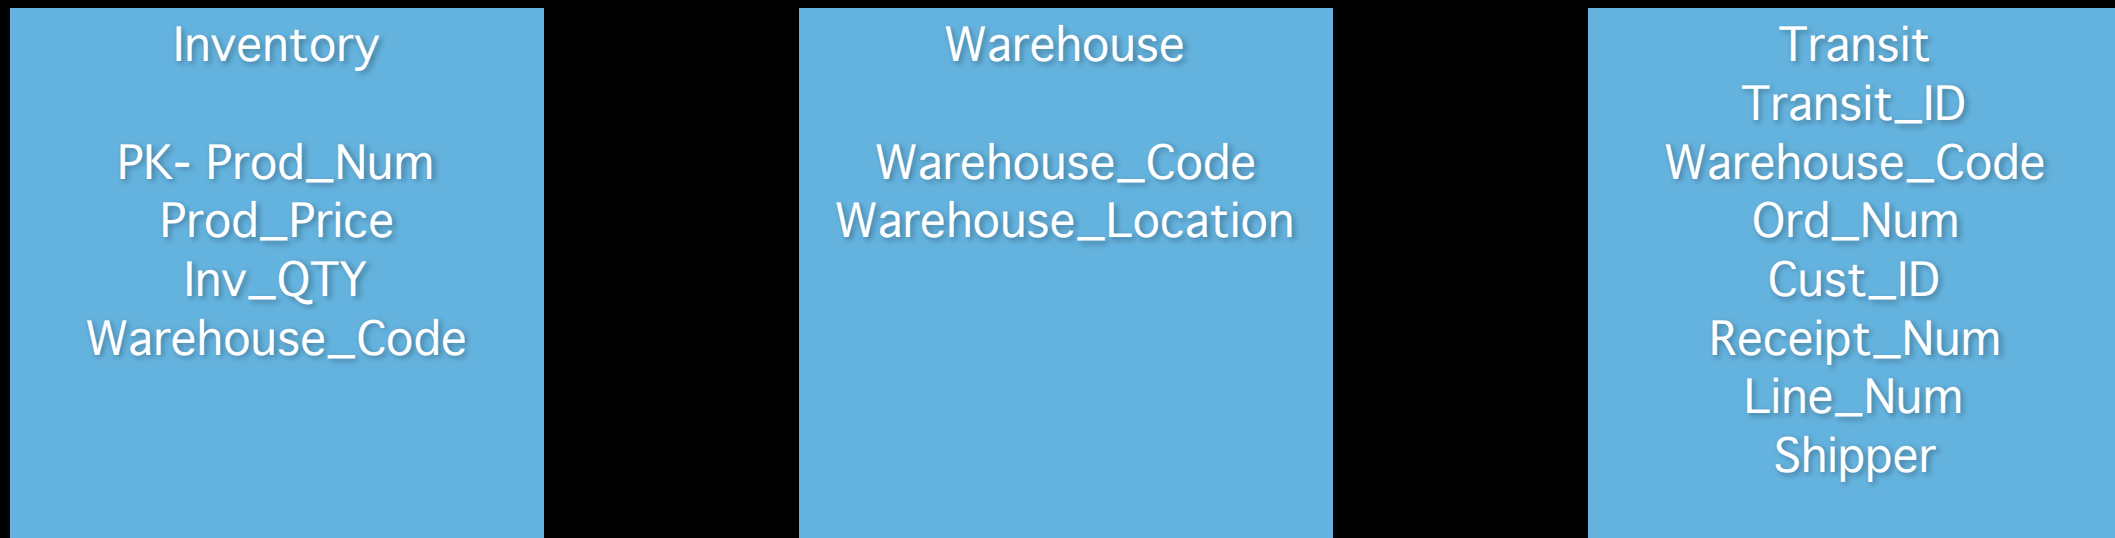 Inventory
PK- Prod_Num
Prod_Price
Inv_QTY
Warehouse_Code
Warehouse
Warehouse_Code
Warehouse_Location
Transit
Transit_ID
Warehouse_Code
Ord_Num
Cust_ID
Receipt_Num
Line_Num
Shipper